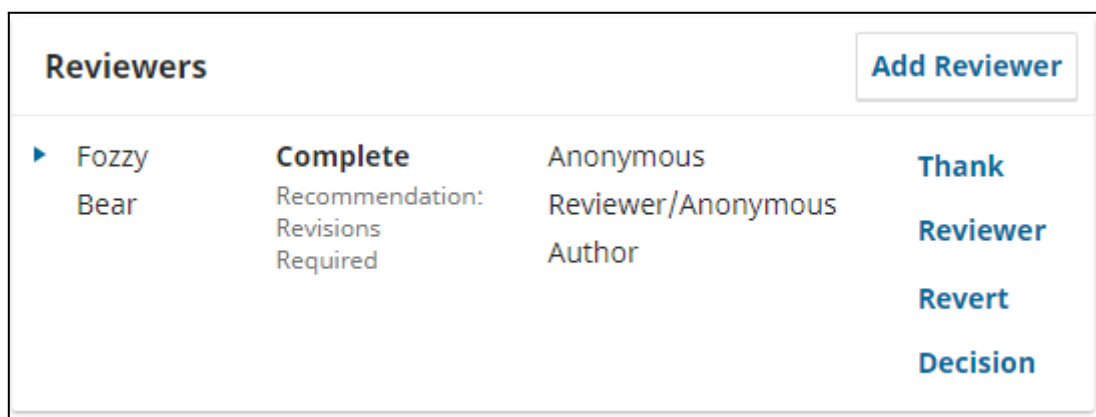 Reviewers
Add Reviewer
Fozzy
Bear
Complete
Recommendation:
Revisions
Required
Anonymous
Reviewer/Anonymous
Author
Thank
Reviewer
Revert
Decision